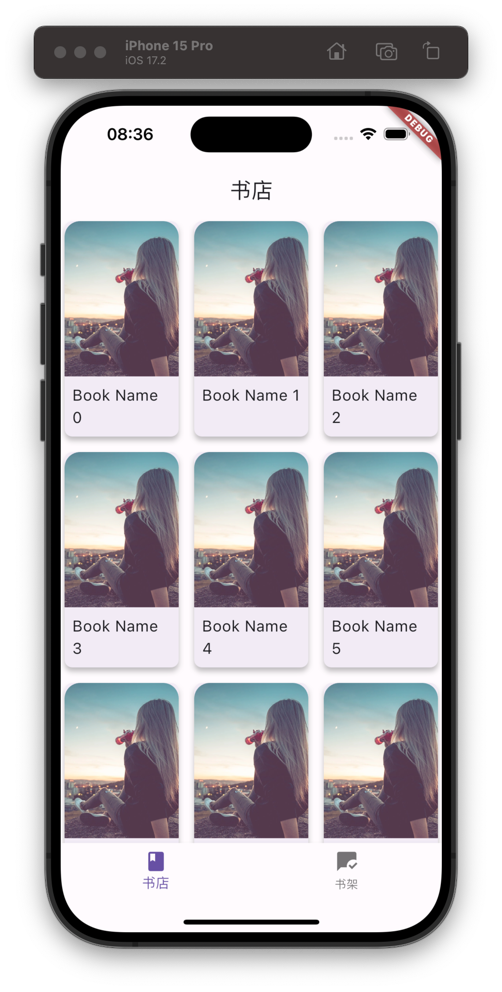 iPhone 15 Pro
iOS 17.2
08:36
DEBUG
书店
Book Name
0
Book Name 1
Book Name
2
Book Name
3
Book Name
4
Book Name
5
书店
书架